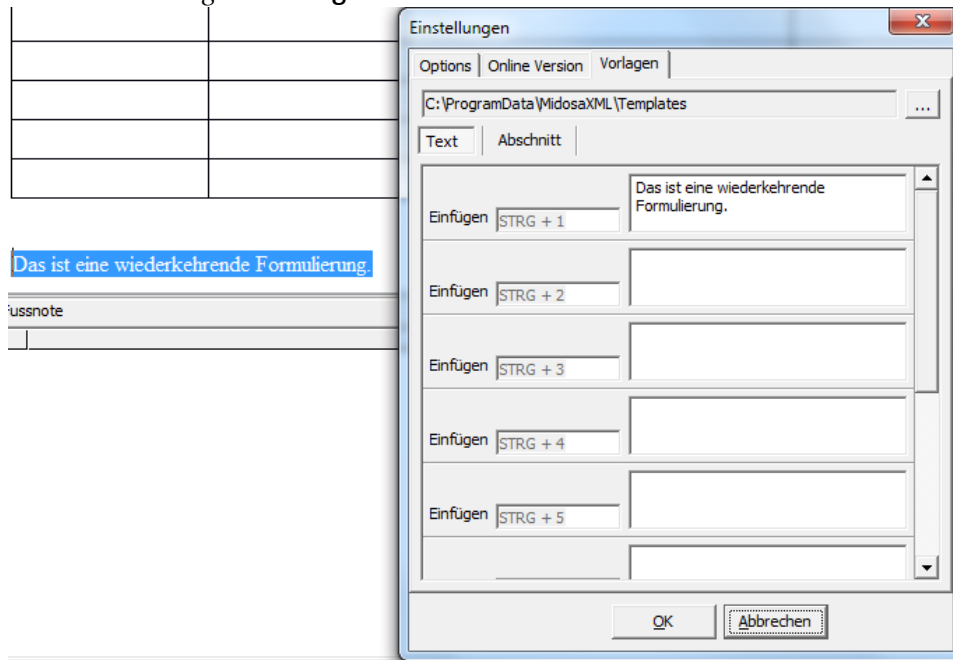 Einstellungen
Options Online Version Vorlagen
C:\ProgramData\MidosaXML\Templates ...
Text Abschnitt
Das ist eine wiederkehrende
Formulierung.
Einfügen STRG + 1
Einfügen STRG + 2
Einfügen STRG + 3
Einfügen STRG + 4
Einfügen STRG + 5
OK Abbrechen
Das ist eine wiederkehrende Formulierung.
ussnote